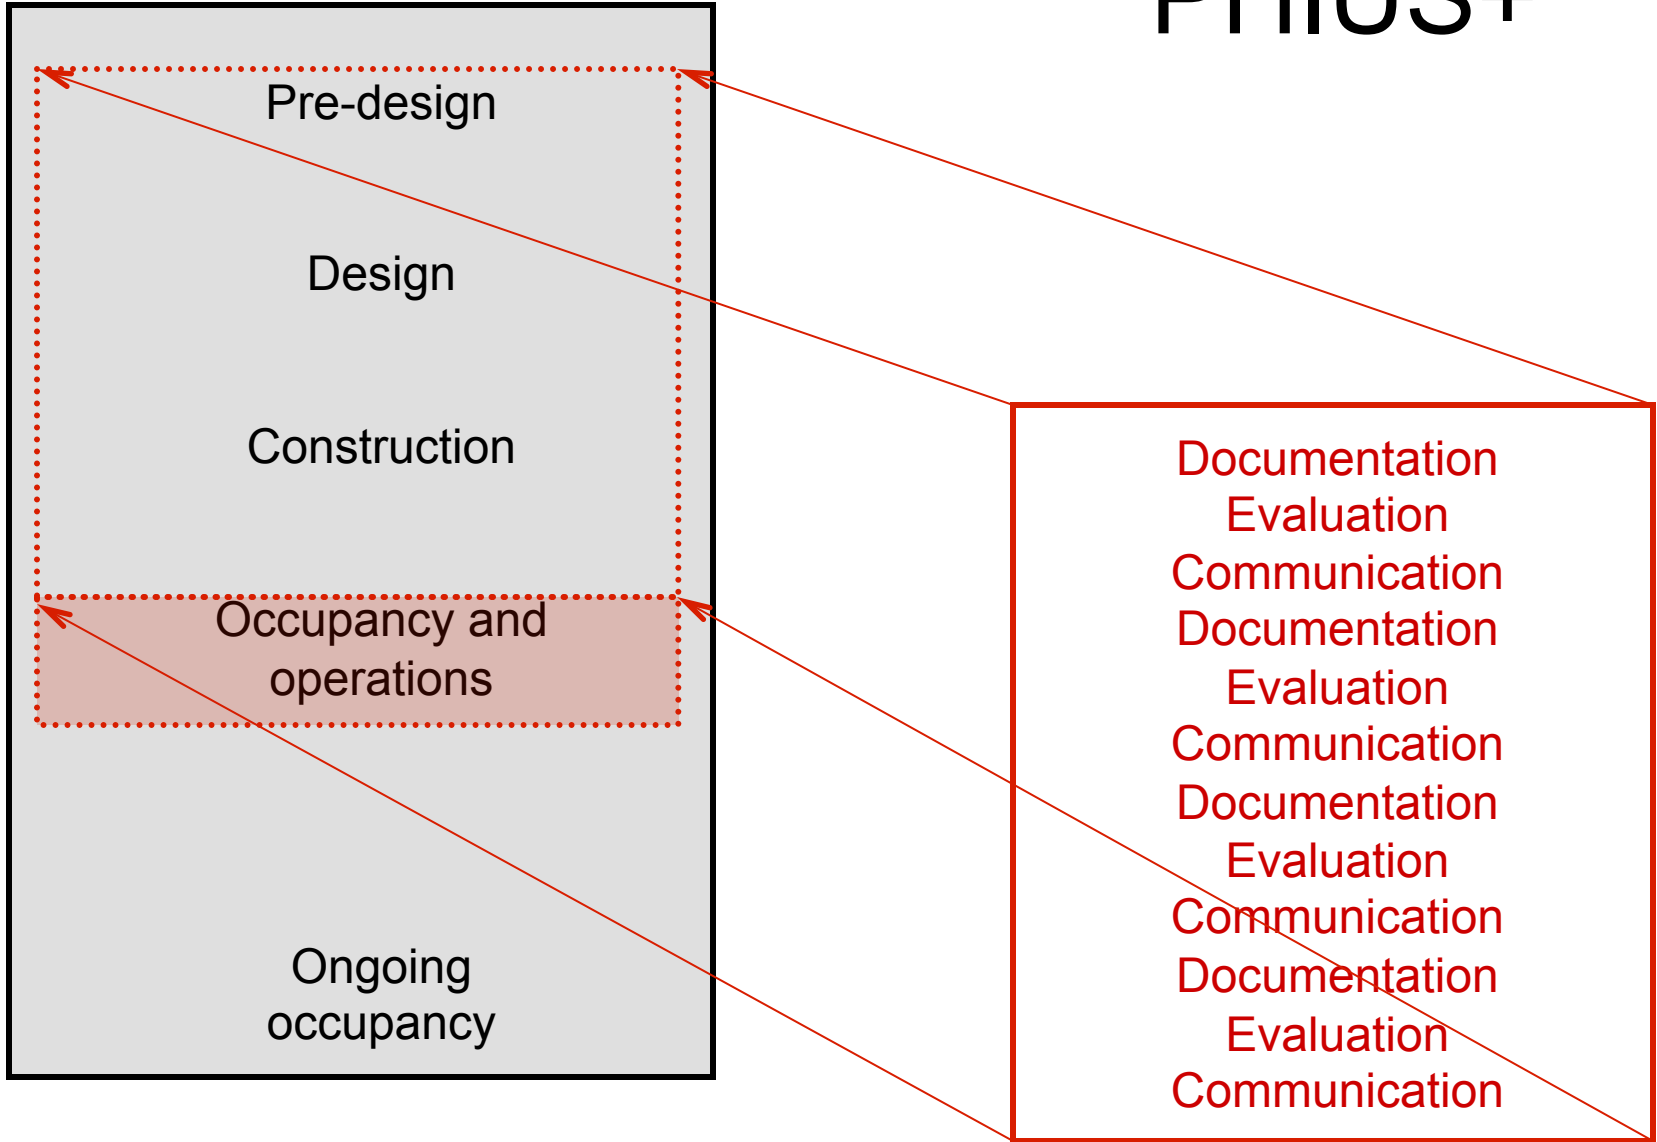 PHIUS+
Pre-design
Design
Construction
Occupancy and
operations
Ongoing
occupancy
Documentation
Evaluation
Communication
Documentation
Evaluation
Communication
Documentation
Evaluation
Communication
Documentation
Evaluation
Communication